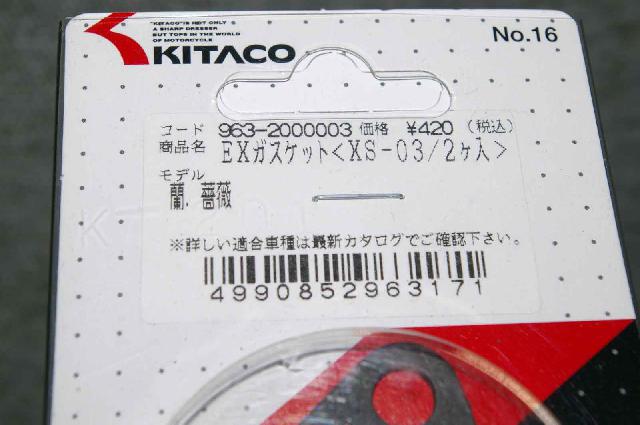 "KITACO" IS NOT ONLY
A SHARP DRESSER
BUT TOPS IN THE WORLD
OF MOTORCYCLE
KITACO
No.16
コード 963-2000003 価格 ¥420 (税込)
商品名 EXガスケット<XS-03/2ヶ入>
モデル
蘭.薔薇
※詳しい適合車種は最新カタログでご確認下さい。
4990852963171